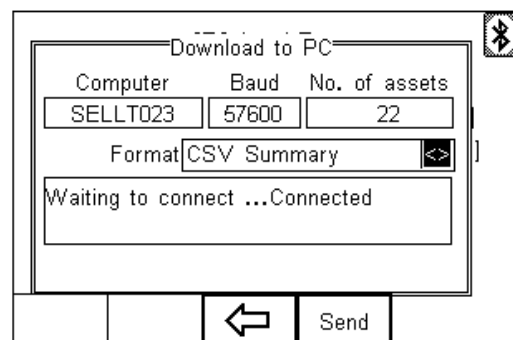 Download to PC
Computer Baud No. of assets
SELLT023 57600 22
Format CSV Summary <>
Waiting to connect ...Connected
Send